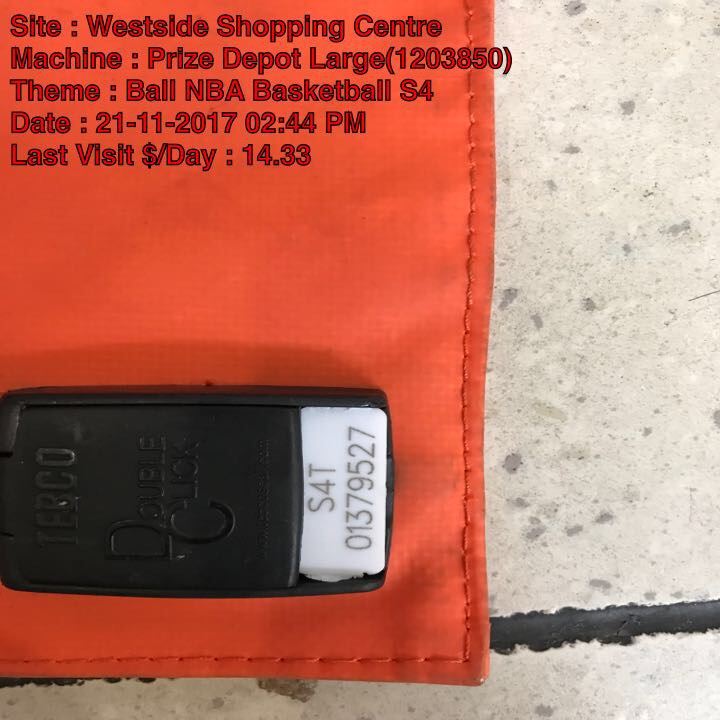 Site : Westside Shopping Centre
Machine : Prize Depot Large(1203850)
Theme : Ball NBA Basketball S4
Date : 21-11-2017 02:44 PM
Last Visit $/Day : 14.33
TERCO
DOUBLE
CLICK
S4T
01379527